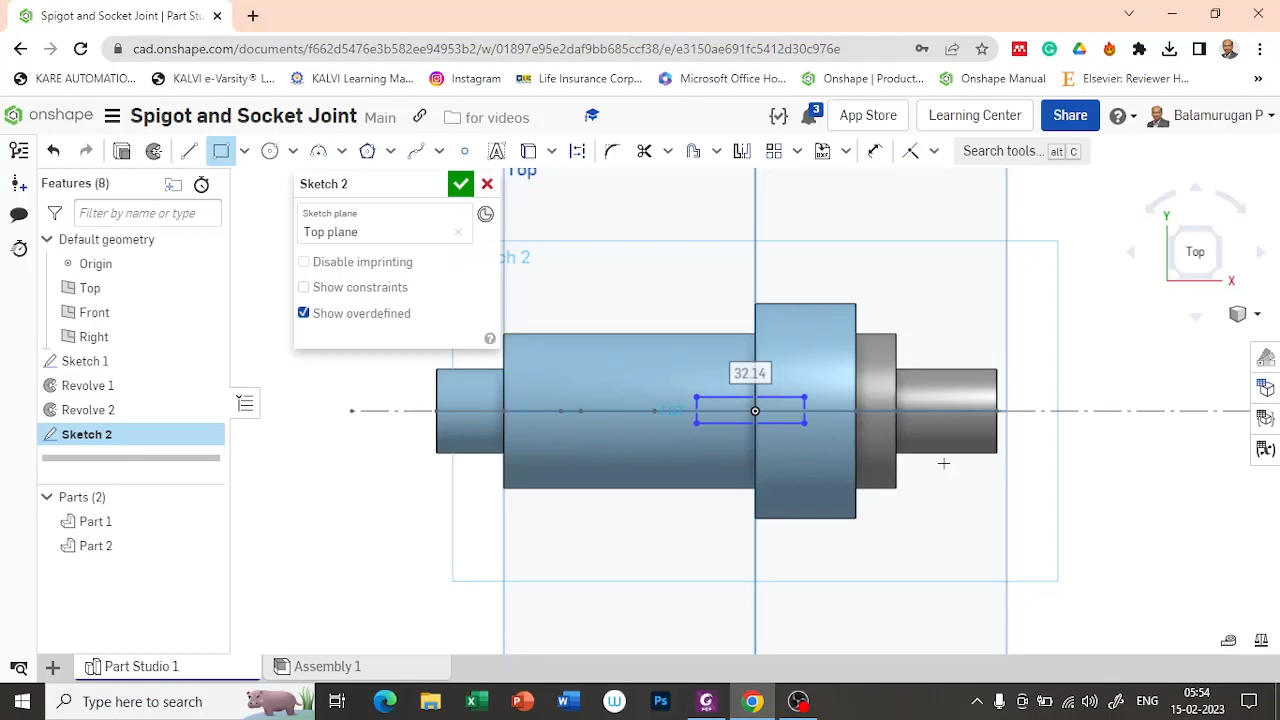 Spigot and Socket Joint | Part Stu
cad.onshape.com/documents/f662d5476e3b582ee94953b2/w/01897e95e2daf9bb685ccf38/e/e3150ae691fc5412d30c976e
KARE AUTOMATIO... KALVI e-Varsity® L... KALVI Learning Ma... Instagram Life Insurance Corp... Microsoft Office Ho... Onshape | Product... Onshape Manual Elsevier: Reviewer H... »
onshape Spigot and Socket Joint Main for videos 3 App Store Learning Center Share Balamurugan P
Search tools... alt C
Features (8)
Filter by name or type
Default geometry
Origin
Top
Front
Right
Sketch 1
Revolve 1
Revolve 2
Sketch 2
Parts (2)
Part 1
Part 2
Sketch 2
Sketch plane
Top plane
Disable imprinting
Show constraints
Show overdefined
Top
ch 2
32.14
Y
Top
X
Part Studio 1 Assembly 1
Type here to search
ENG
05:54
15-02-2023